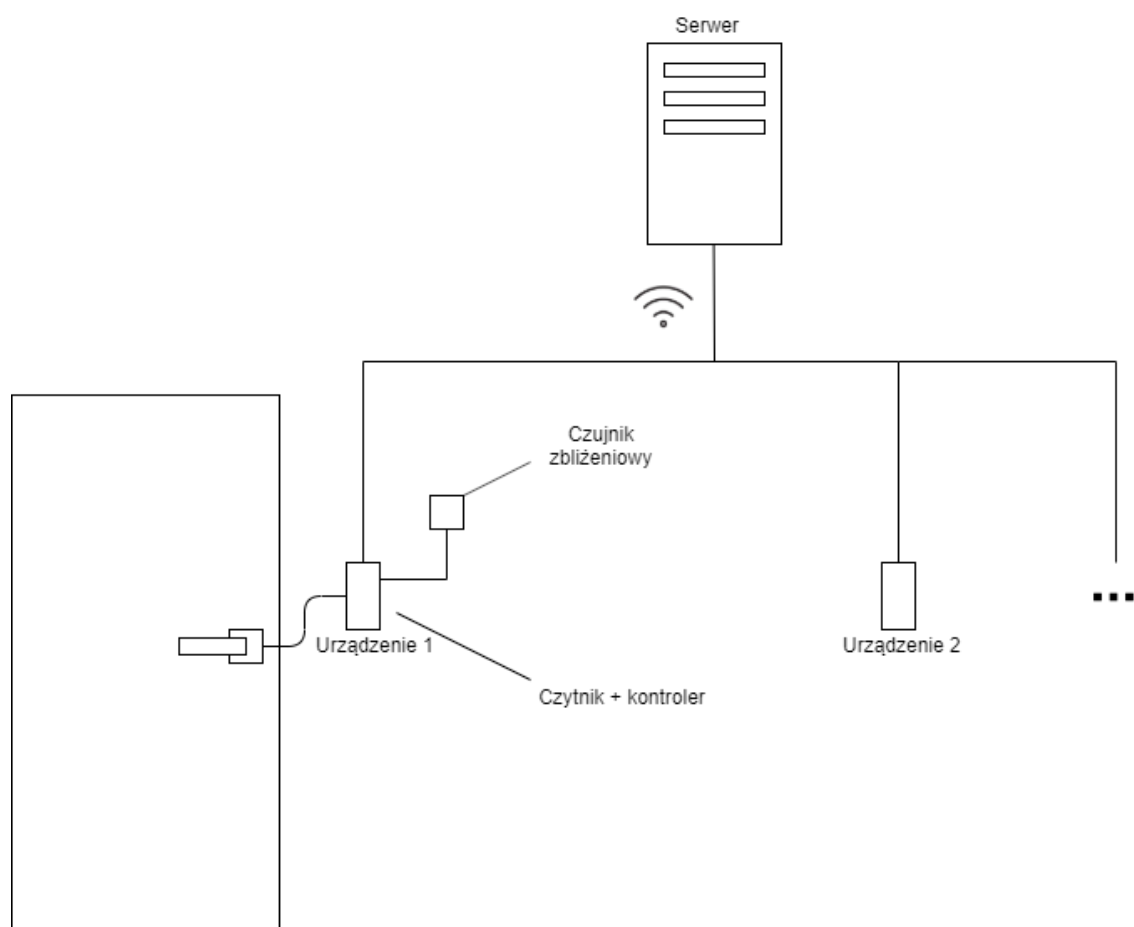 Serwer
Czujnik
zbliżeniowy
Urządzenie 1
Urządzenie 2
Czytnik + kontroler